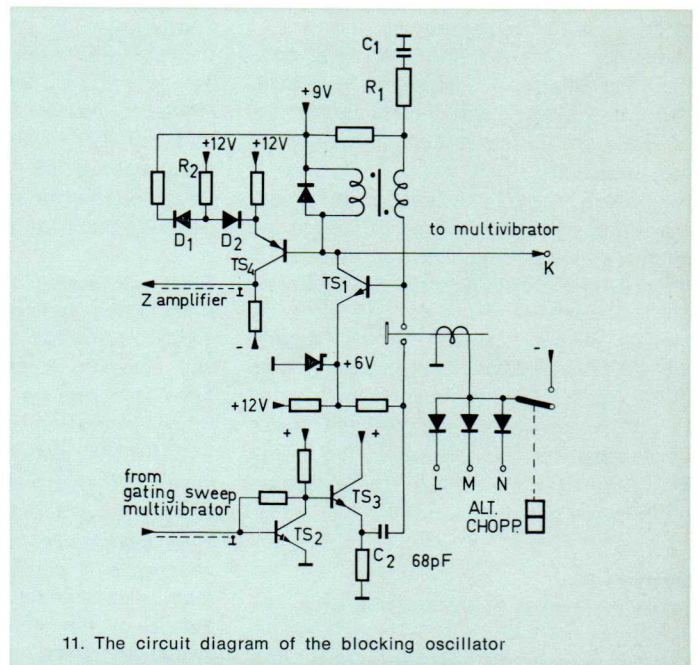 C1
R1
+9V
+12V +12V
R2
D1 D2
to multivibrator
K
TS4
TS1
Z amplifier
-
-
+6V
+12V
+ +
from
gating sweep
multivibrator
TS3
L M N
ALT.
CHOPP.
TS2
C2 68pF
11. The circuit diagram of the blocking oscillator